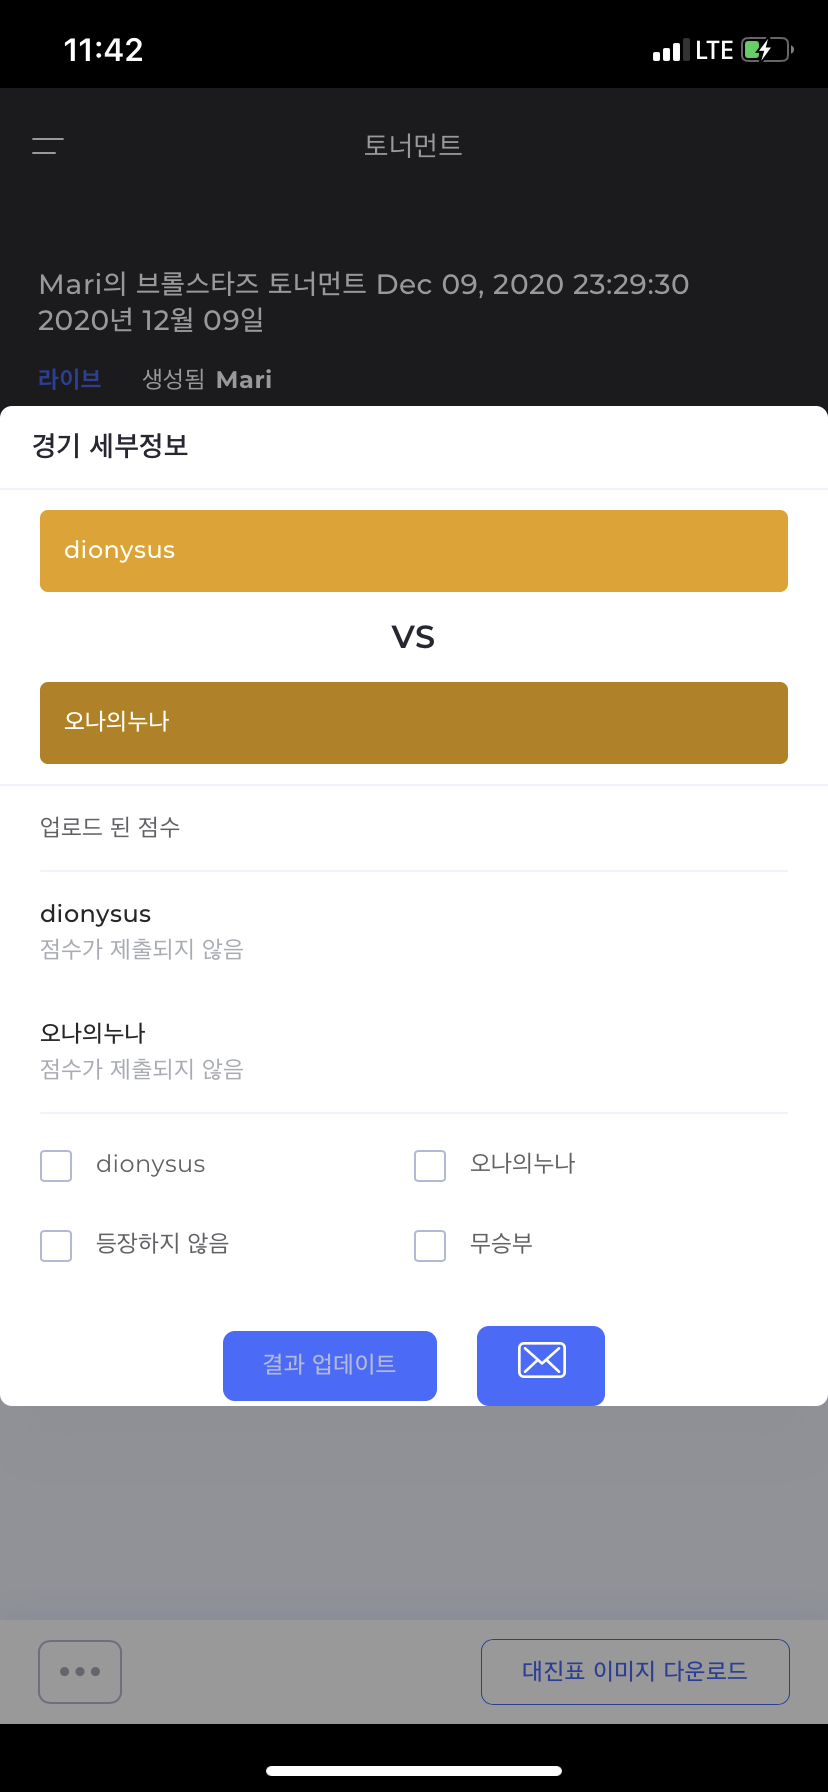 11:42
LTE
토너먼트
Mari의 브롤스타즈 토너먼트 Dec 09, 2020 23:29:30
2020년 12월 09일
라이브 생성됨 Mari
경기 세부정보
dionysus
VS
오나의누나
업로드 된 점수
dionysus
점수가 제출되지 않음
오나의누나
점수가 제출되지 않음
dionysus 오나의누나
등장하지 않음 무승부
결과 업데이트
대진표 이미지 다운로드